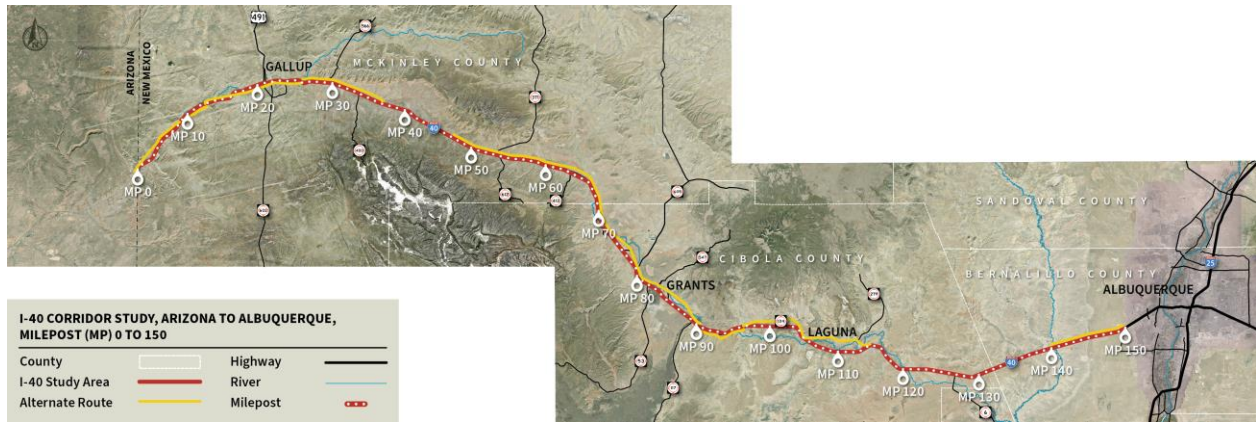 ARIZONA
NEW MEXICO
491
GALLUP
MCKINLEY COUNTY
MP 0
MP 10
MP 20
MP 30
MP 40
40
MP 50
MP 60
MP 70
MP 80
GRANTS
CIBOLA COUNTY
MP 90
MP 100
LAGUNA
MP 110
MP 120
MP 130
6
40
MP 140
MP 150
SANDOVAL COUNTY
BERNALILLO COUNTY
25
ALBUQUERQUE
53
I-40 CORRIDOR STUDY, ARIZONA TO ALBUQUERQUE,
MILEPOST (MP) 0 TO 150
County
Highway
I-40 Study Area
River
Alternate Route
Milepost